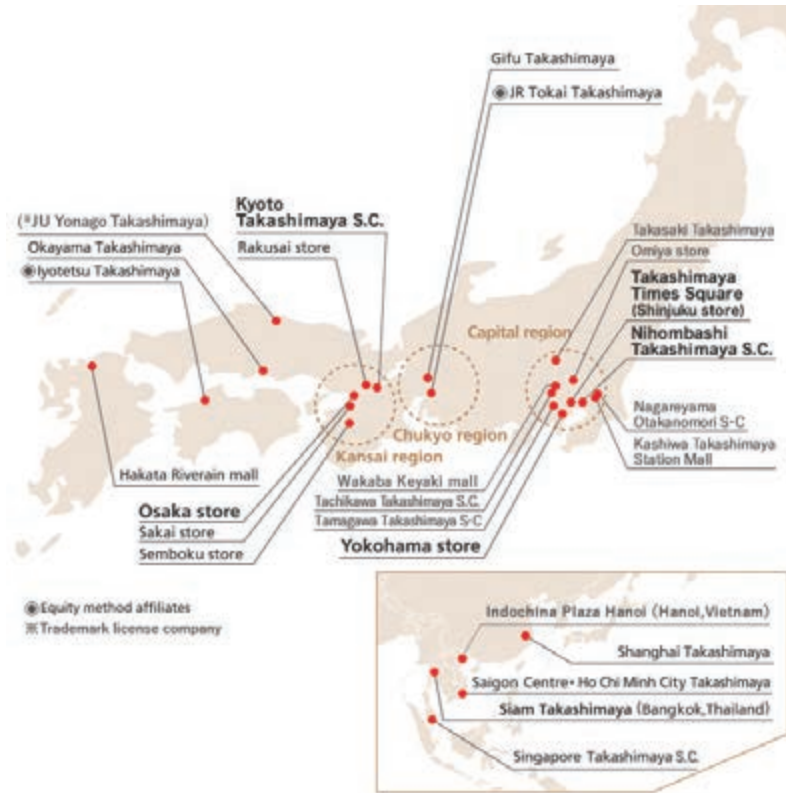 Gifu Takashimaya
◉JR Tokai Takashimaya
Kyoto
Takashimaya S.C.
(※JU Yonago Takashimaya)
Okayama Takashimaya
Rakusai store
◉Iyotetsu Takashimaya
Takasaki Takashimaya
Omiya store
Takashimaya
Times Square
(Shinjuku store)
Capital region
Nihombashi
Takashimaya S.C.
Nagareyama
Otakanomori S-C
Chukyo region
Kansai region
Kashiwa Takashimaya
Station Mall
Hakata Riverain mall
Wakaba Keyaki mall
Tachikawa Takashimaya S.C.
Tamagawa Takashimaya S-C
Osaka store
Sakai store
Semboku store
Yokohama store
◉Equity method affiliates
※Trademark license company
Indochina Plaza Hanoi (Hanoi,Vietnam)
Shanghai Takashimaya
Saigon Centre・Ho Chi Minh City Takashimaya
Siam Takashimaya (Bangkok,Thailand)
Singapore Takashimaya S.C.